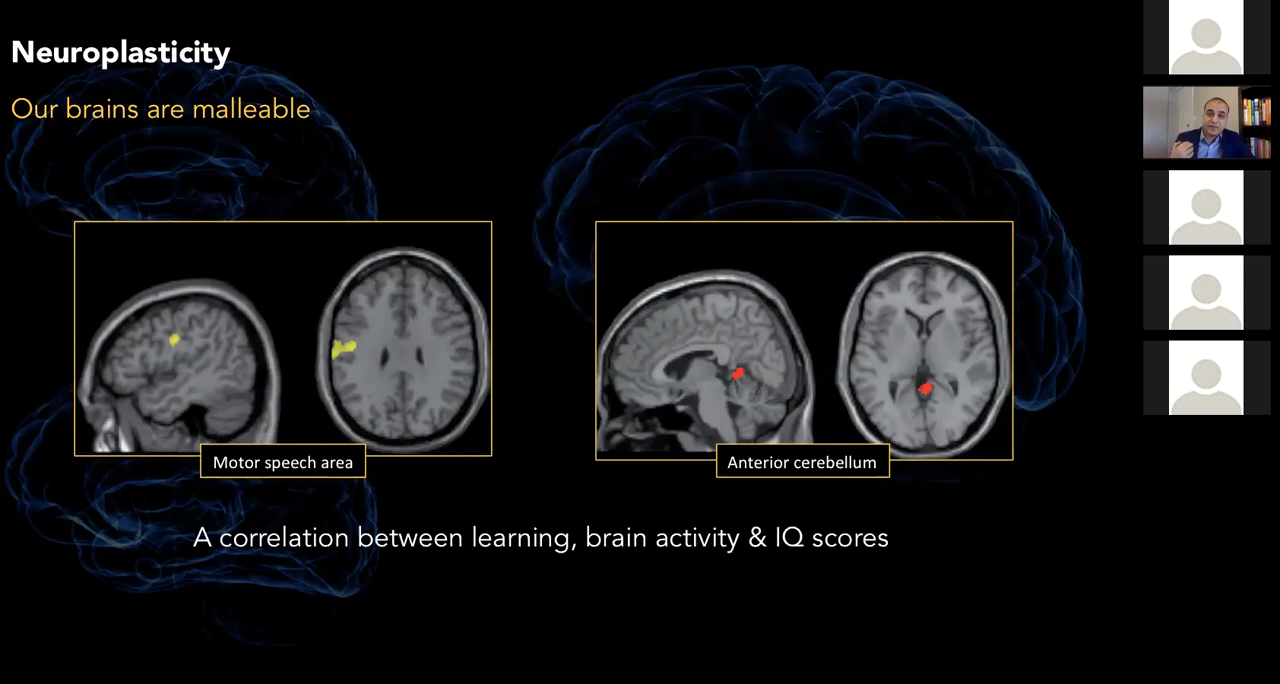 Neuroplasticity
Our brains are malleable
Motor speech area
Anterior cerebellum
A correlation between learning, brain activity & IQ scores